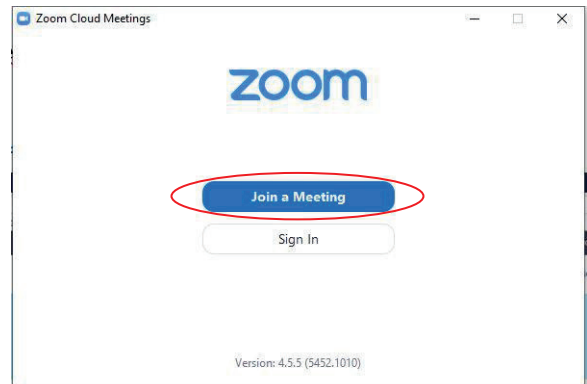 Zoom Cloud Meetings
zoom
Join a Meeting
Sign In
Version: 4.5.5 (5452.1010)